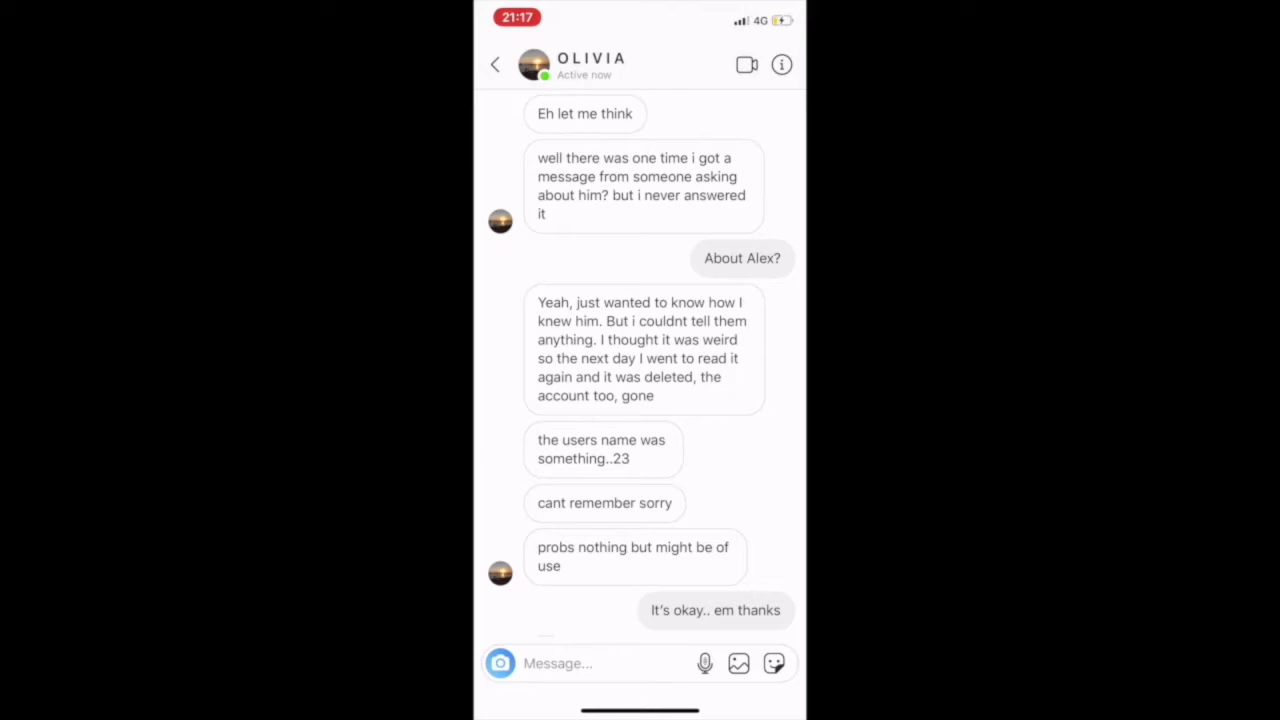 21:17
4G
OLIVIA
Active now
Eh let me think
well there was one time i got a
message from someone asking
about him? but i never answered
it
About Alex?
Yeah, just wanted to know how I
knew him. But i couldnt tell them
anything. I thought it was weird
so the next day I went to read it
again and it was deleted, the
account too, gone
the users name was
something..23
cant remember sorry
probs nothing but might be of
use
It’s okay.. em thanks
Message...